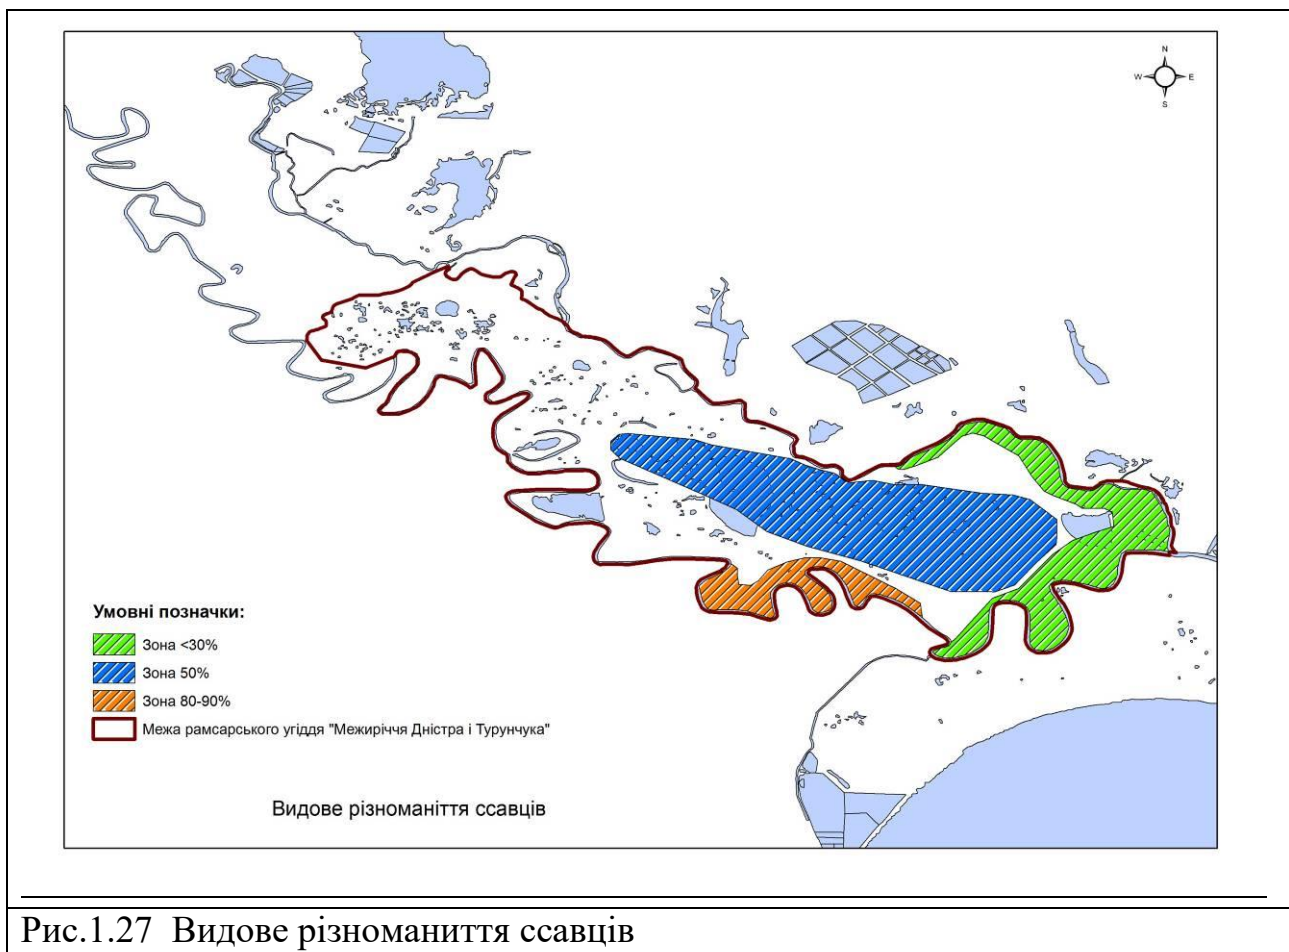 N
W E
S
Умовні позначки:
Зона <30%
Зона 50%
Зона 80-90%
Межа рамсарського угіддя "Межиріччя Дністра і Турунчука"
Видове різноманіття ссавців
Рис.1.27 Видове різноманиття ссавців